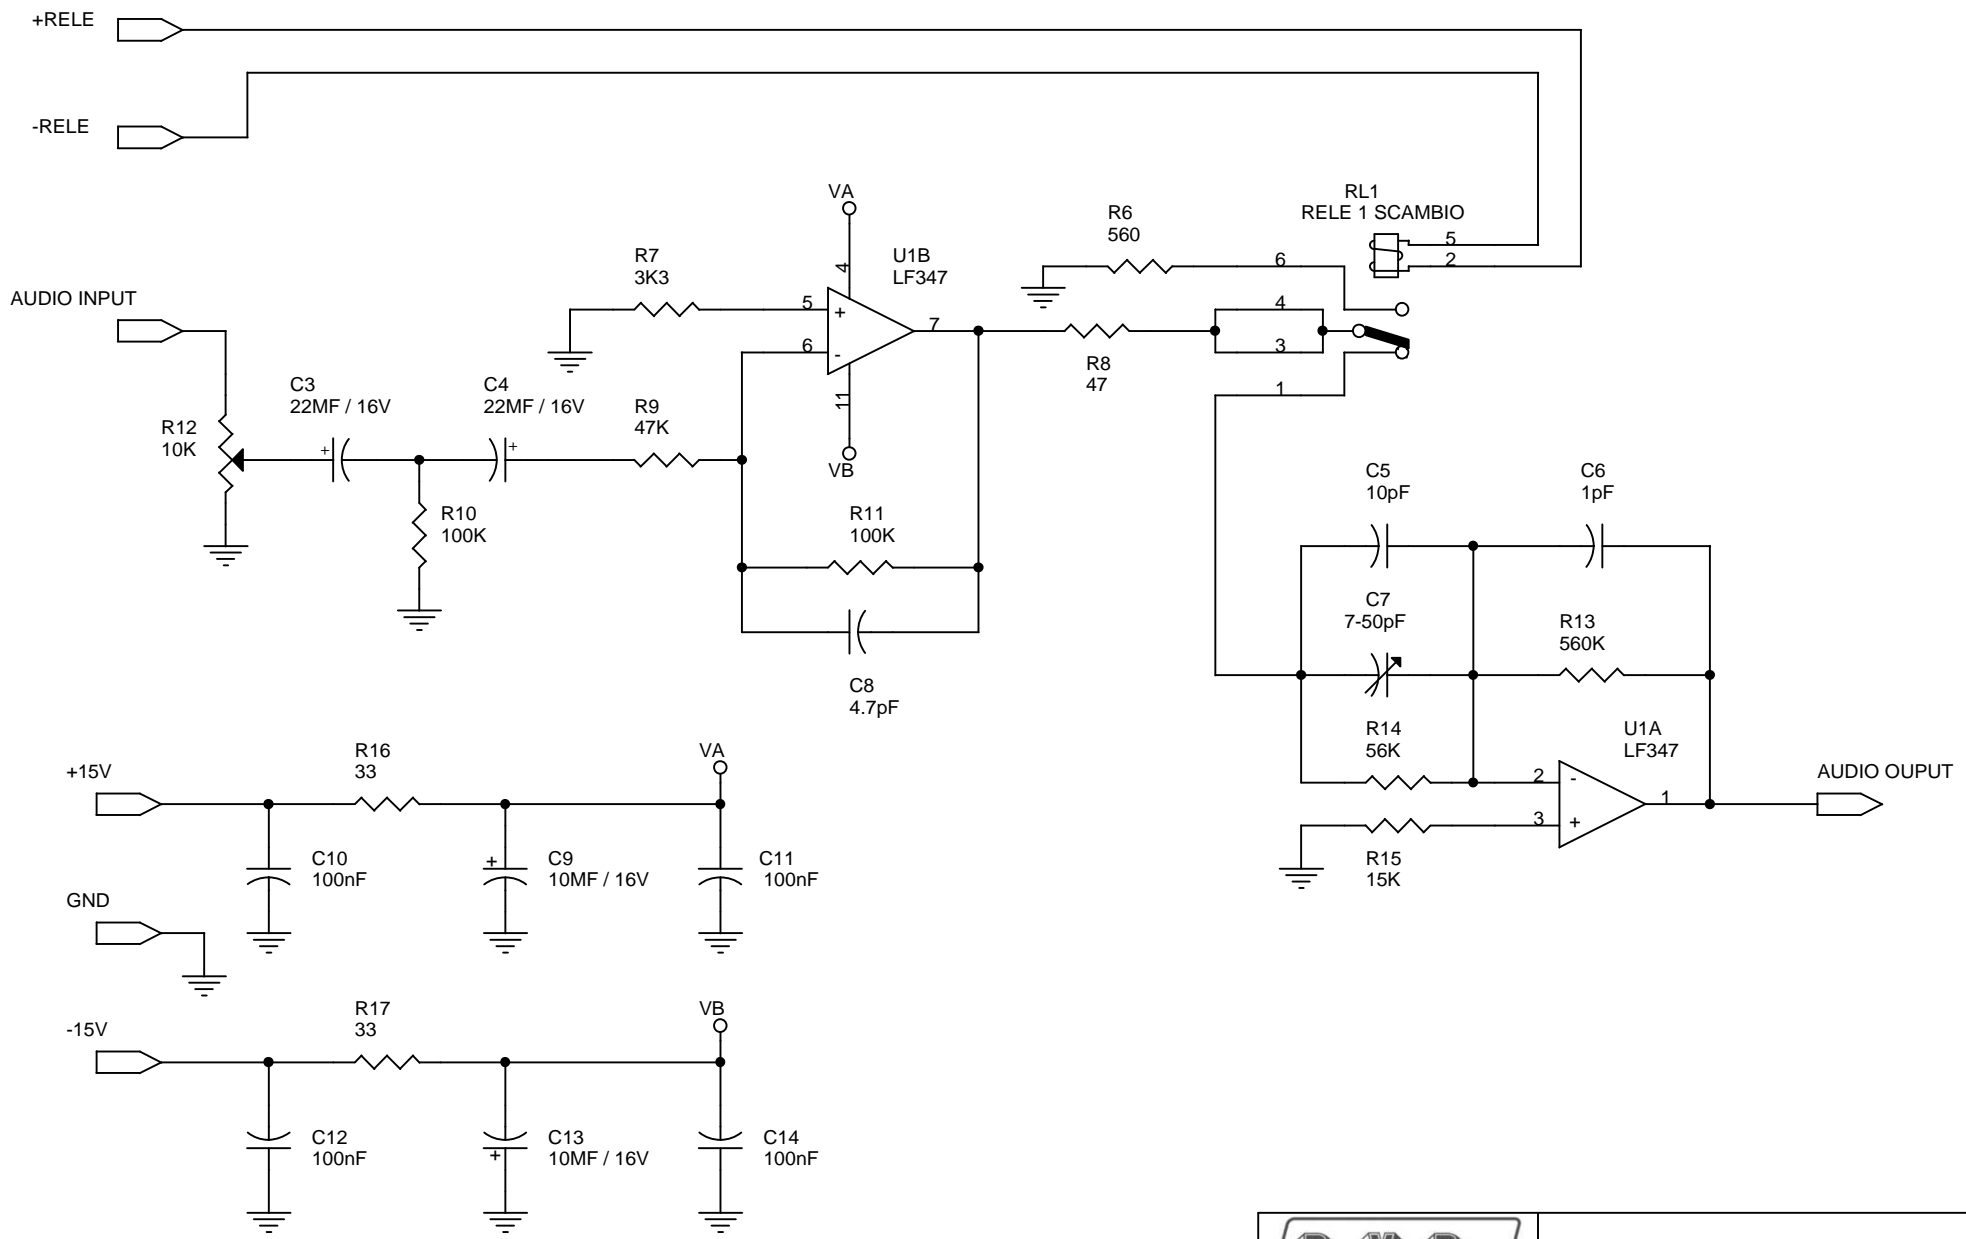 +RELE
-RELE
AUDIO INPUT
R12
10K
C3
22MF / 16V
+
R10
100K
C4
22MF / 16V
+
R9
47K
R7
3K3
VA
4
U1B
LF347
5
+
6
-
7
11
VB
R11
100K
C8
4.7pF
R6
560
R8
47
RL1
RELE 1 SCAMBIO
5
2
6
4
3
1
C5
10pF
C6
1pF
C7
7-50pF
R13
560K
R14
56K
U1A
LF347
2
-
3
+
1
R15
15K
AUDIO OUPUT
+15V
R16
33
VA
C10
100nF
+
C9
10MF / 16V
C11
100nF
GND
-15V
R17
33
VB
C12
100nF
+
C13
10MF / 16V
C14
100nF